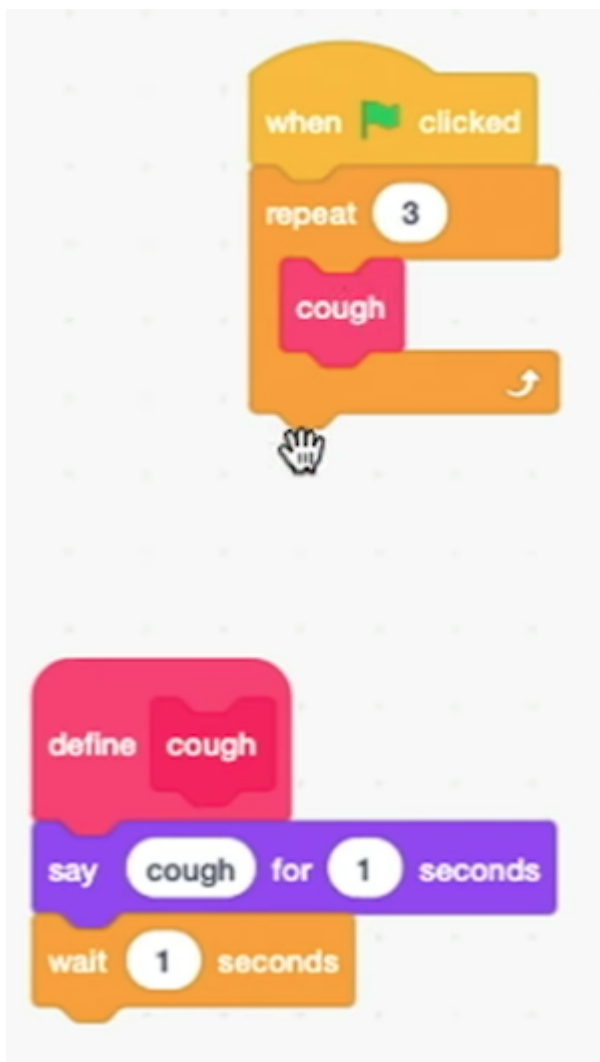 when clicked
repeat 3
cough
define cough
say cough for 1 seconds
wait 1 seconds